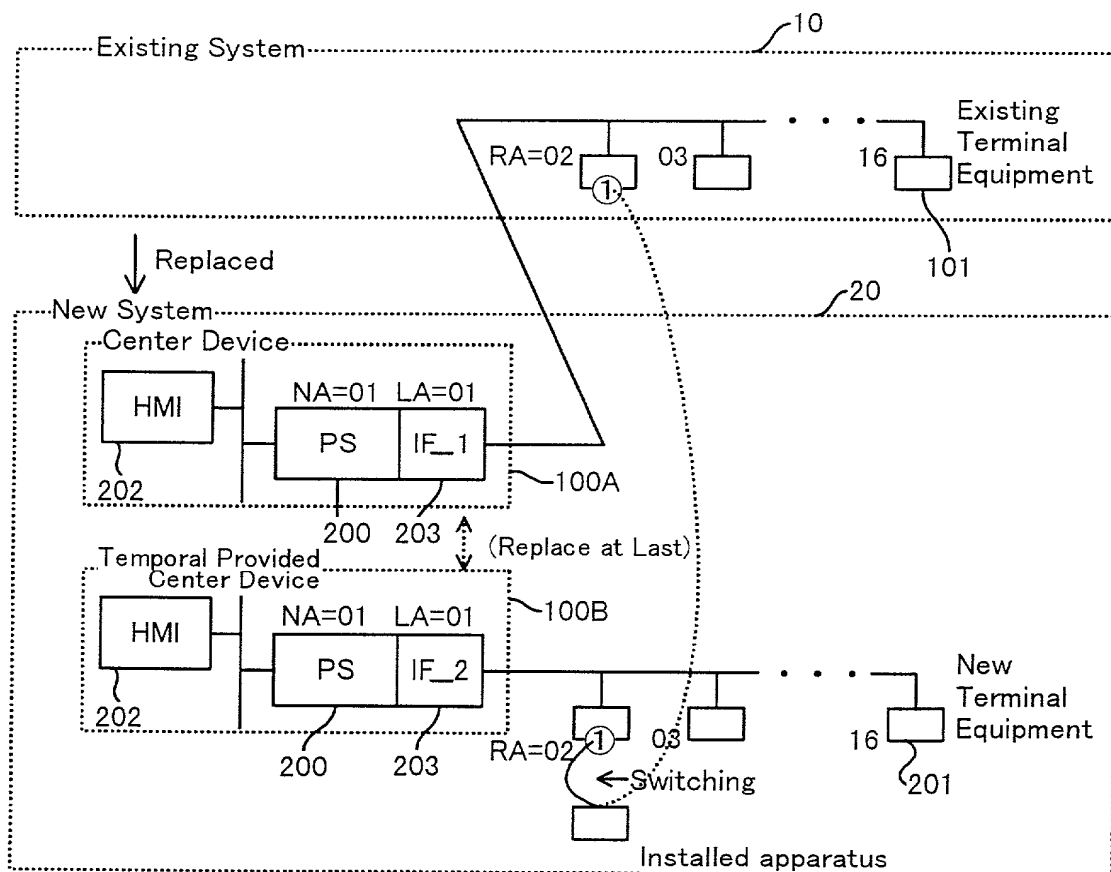 10
Existing System
Existing
Terminal
Equipment
RA=02
03
16
1
101
Replaced
20
New System
Center Device
NA=01 LA=01
HMI
PS
IF_1
202
200
203
100A
(Replace at Last)
Temporal Provided
Center Device
NA=01 LA=01
100B
HMI
PS
IF_2
202
200
203
New
Terminal
Equipment
RA=02
1
03
16
201
Switching
Installed apparatus